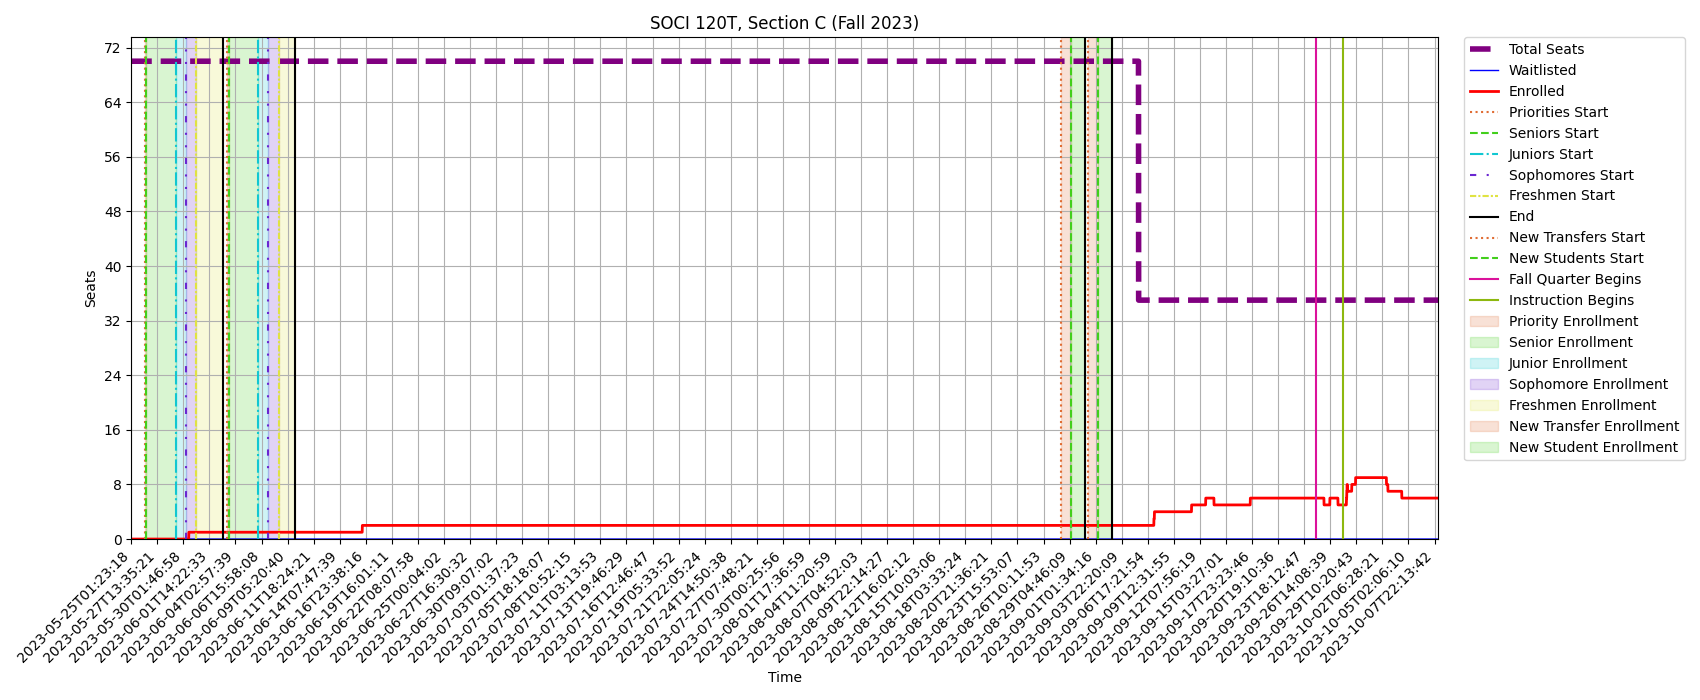 SOCI 120T, Section C (Fall 2023)
72
64
56
48
40
32
24
16
8
0
Seats
2023-05-25T01:23:18
2023-05-27T13:35:21
2023-05-30T01:46:58
2023-06-01T14:22:33
2023-06-04T02:57:39
2023-06-06T15:58:08
2023-06-09T05:20:40
2023-06-11T18:24:21
2023-06-14T07:47:39
2023-06-16T23:38:16
2023-06-19T16:01:11
2023-06-22T08:07:58
2023-06-25T00:04:02
2023-06-27T16:30:32
2023-06-30T09:07:02
2023-07-03T01:37:23
2023-07-05T18:18:07
2023-07-08T10:52:15
2023-07-11T03:13:53
2023-07-13T19:46:29
2023-07-16T12:46:47
2023-07-19T05:33:52
2023-07-21T22:05:24
2023-07-24T14:50:38
2023-07-27T07:48:21
2023-07-30T00:25:56
2023-08-01T17:36:59
2023-08-04T11:20:59
2023-08-07T04:52:03
2023-08-09T22:14:27
2023-08-12T16:02:12
2023-08-15T10:03:06
2023-08-18T03:33:24
2023-08-20T21:36:21
2023-08-23T15:53:07
2023-08-26T10:11:53
2023-08-29T04:46:09
2023-09-01T01:34:16
2023-09-03T22:20:09
2023-09-06T17:21:54
2023-09-09T12:31:55
2023-09-12T07:56:19
2023-09-15T03:27:01
2023-09-17T23:23:46
2023-09-20T19:10:36
2023-09-23T18:12:47
2023-09-26T14:08:39
2023-09-29T10:20:43
2023-10-02T06:28:21
2023-10-05T02:06:10
2023-10-07T22:13:42
Time
Total Seats
Waitlisted
Enrolled
Priorities Start
Seniors Start
Juniors Start
Sophomores Start
Freshmen Start
End
New Transfers Start
New Students Start
Fall Quarter Begins
Instruction Begins
Priority Enrollment
Senior Enrollment
Junior Enrollment
Sophomore Enrollment
Freshmen Enrollment
New Transfer Enrollment
New Student Enrollment